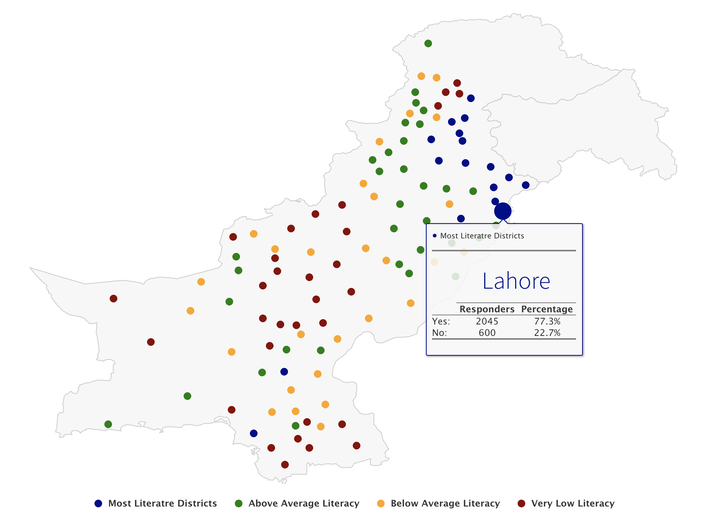 Most Literatre Districts
Lahore
Responders Percentage
Yes: 2045 77.3%
No: 600 22.7%
Most Literatre Districts Above Average Literacy Below Average Literacy Very Low Literacy